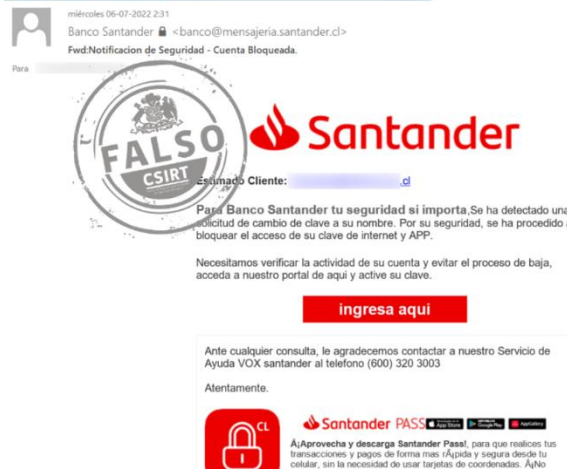 miércoles 06-07-2022 2:31
Banco Santander <banco@mensajeria.santander.cl>
Fwd:Notificacion de Seguridad - Cuenta Bloqueada.
Para
FALSO
CSIRT
Santander
Estimado Cliente: .cl
Para Banco Santander tu seguridad si importa,Se ha detectado una
solicitud de cambio de clave a su nombre. Por su seguridad, se ha procedido a
bloquear el acceso de su clave de internet y APP.
Necesitamos verificar la actividad de su cuenta y evitar el proceso de baja,
acceda a nuestro portal de aqui y active su clave.
ingresa aqui
Ante cualquier consulta, le agradecemos contactar a nuestro Servicio de
Ayuda VOX santander al telefono (600) 320 3003
Atentamente.
CL
Santander PASS App Store Google Play AppGallery
Â¡Aprovecha y descarga Santander Pass!, para que realices tus
transacciones y pagos de forma mas rÃ¡pida y segura desde tu
celular, sin la necesidad de usar tarjetas de coordenadas. Â¡No